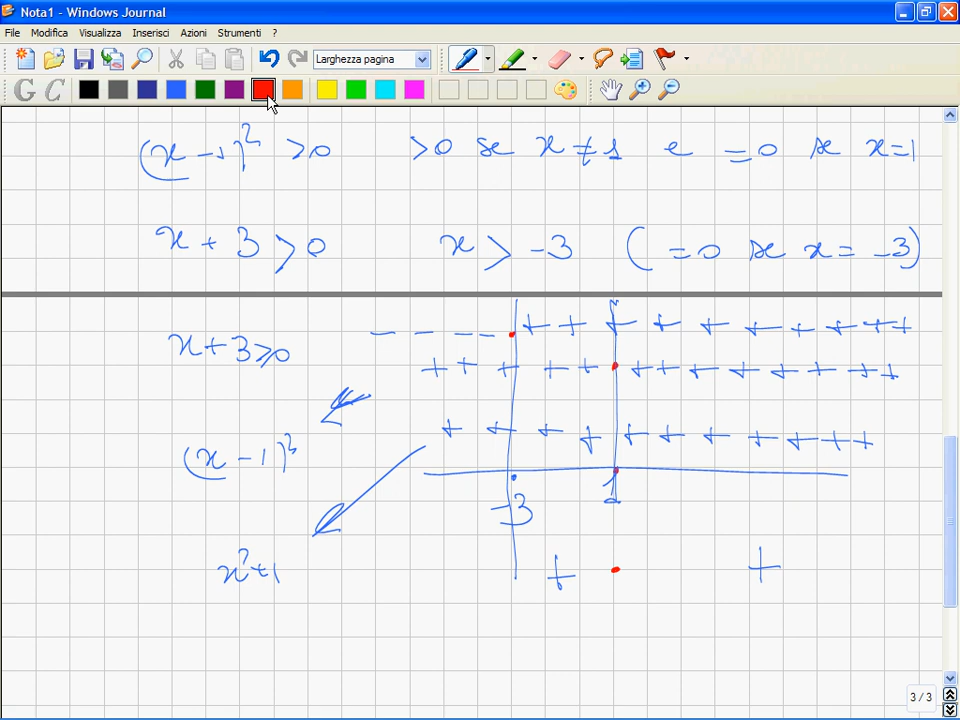 Nota1 - Windows Journal
File Modifica Visualizza Inserisci Azioni Strumenti ?
Larghezza pagina
(x-1)² >0 >0 se x≠1 e =0 se x=1
x+3>0 x>-3 (=0 se x=-3)
x+3≥0 - - - - + + + + + + + + + +
+ + + + + + + + + + + + +
(x-1)² + + + + + + + + + + +
-3 1
x²+1 + +
3/3